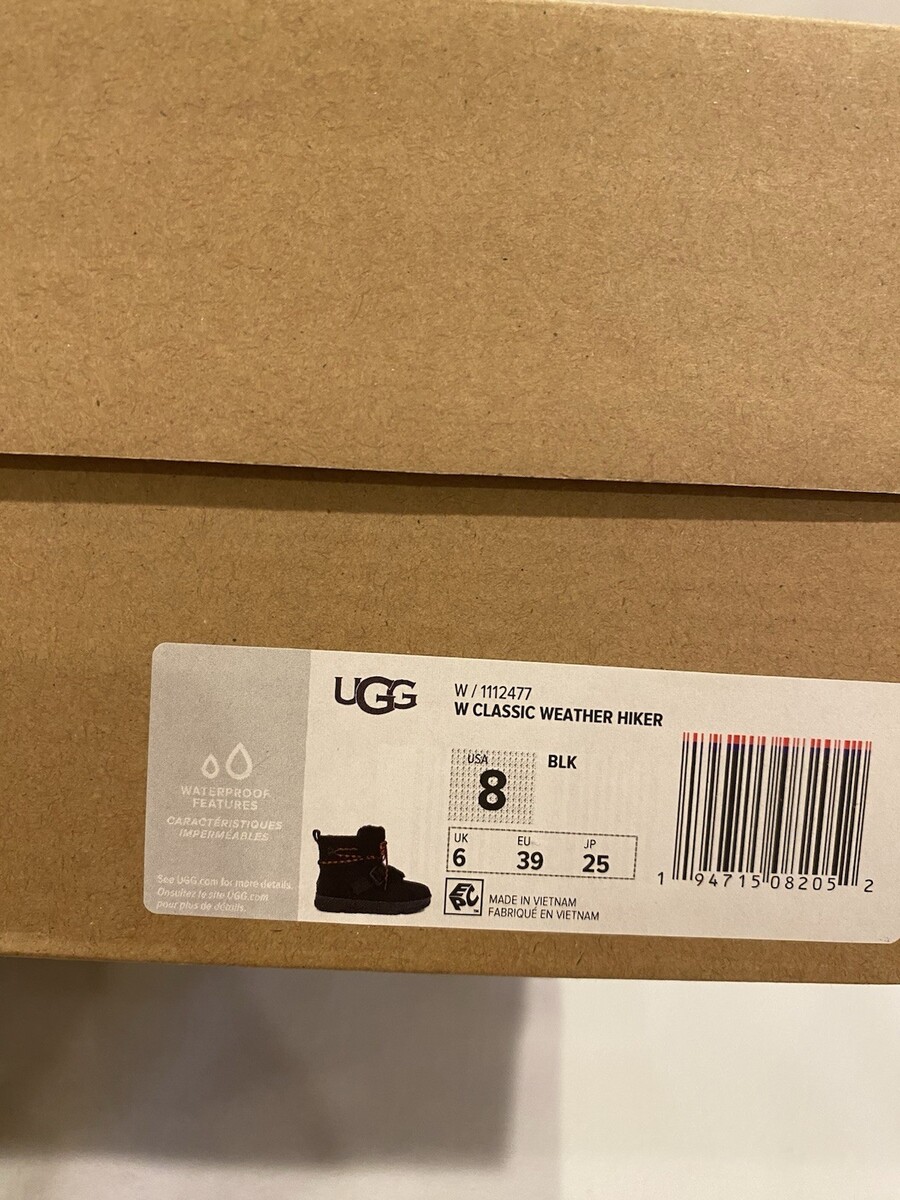 WATERPROOF
FEATURES
CARACTÉRISTIQUES
IMPERMÉABLES
See UGG.com for more details.
Consultez le site UGG.com
pour plus de détails.
UGG
W / 1112477
W CLASSIC WEATHER HIKER
USA
8
BLK
UK EU JP
6 39 25
EPC
MADE IN VIETNAM
FABRIQUÉ EN VIETNAM
1 94715 08205 2